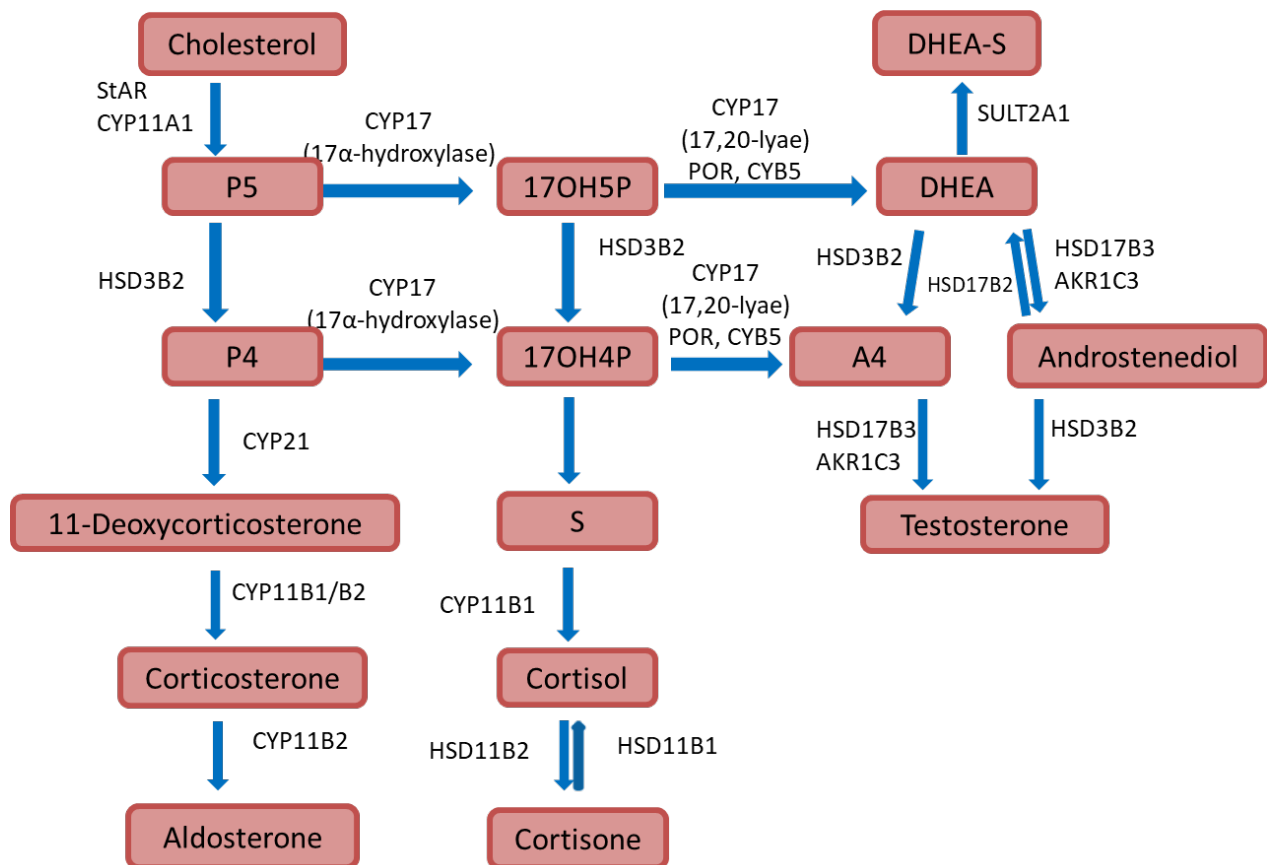 Cholesterol
DHEA-S
StAR
CYP11A1
CYP17
(17α-hydroxylase)
CYP17
(17,20-lyae)
POR, CYB5
SULT2A1
P5
17OH5P
DHEA
HSD3B2
HSD3B2
HSD3B2
HSD17B2
HSD17B3
AKR1C3
CYP17
(17α-hydroxylase)
CYP17
(17,20-lyae)
POR, CYB5
P4
17OH4P
A4
Androstenediol
CYP21
HSD17B3
AKR1C3
HSD3B2
11-Deoxycorticosterone
S
Testosterone
CYP11B1/B2
CYP11B1
Corticosterone
Cortisol
CYP11B2
HSD11B2
HSD11B1
Aldosterone
Cortisone